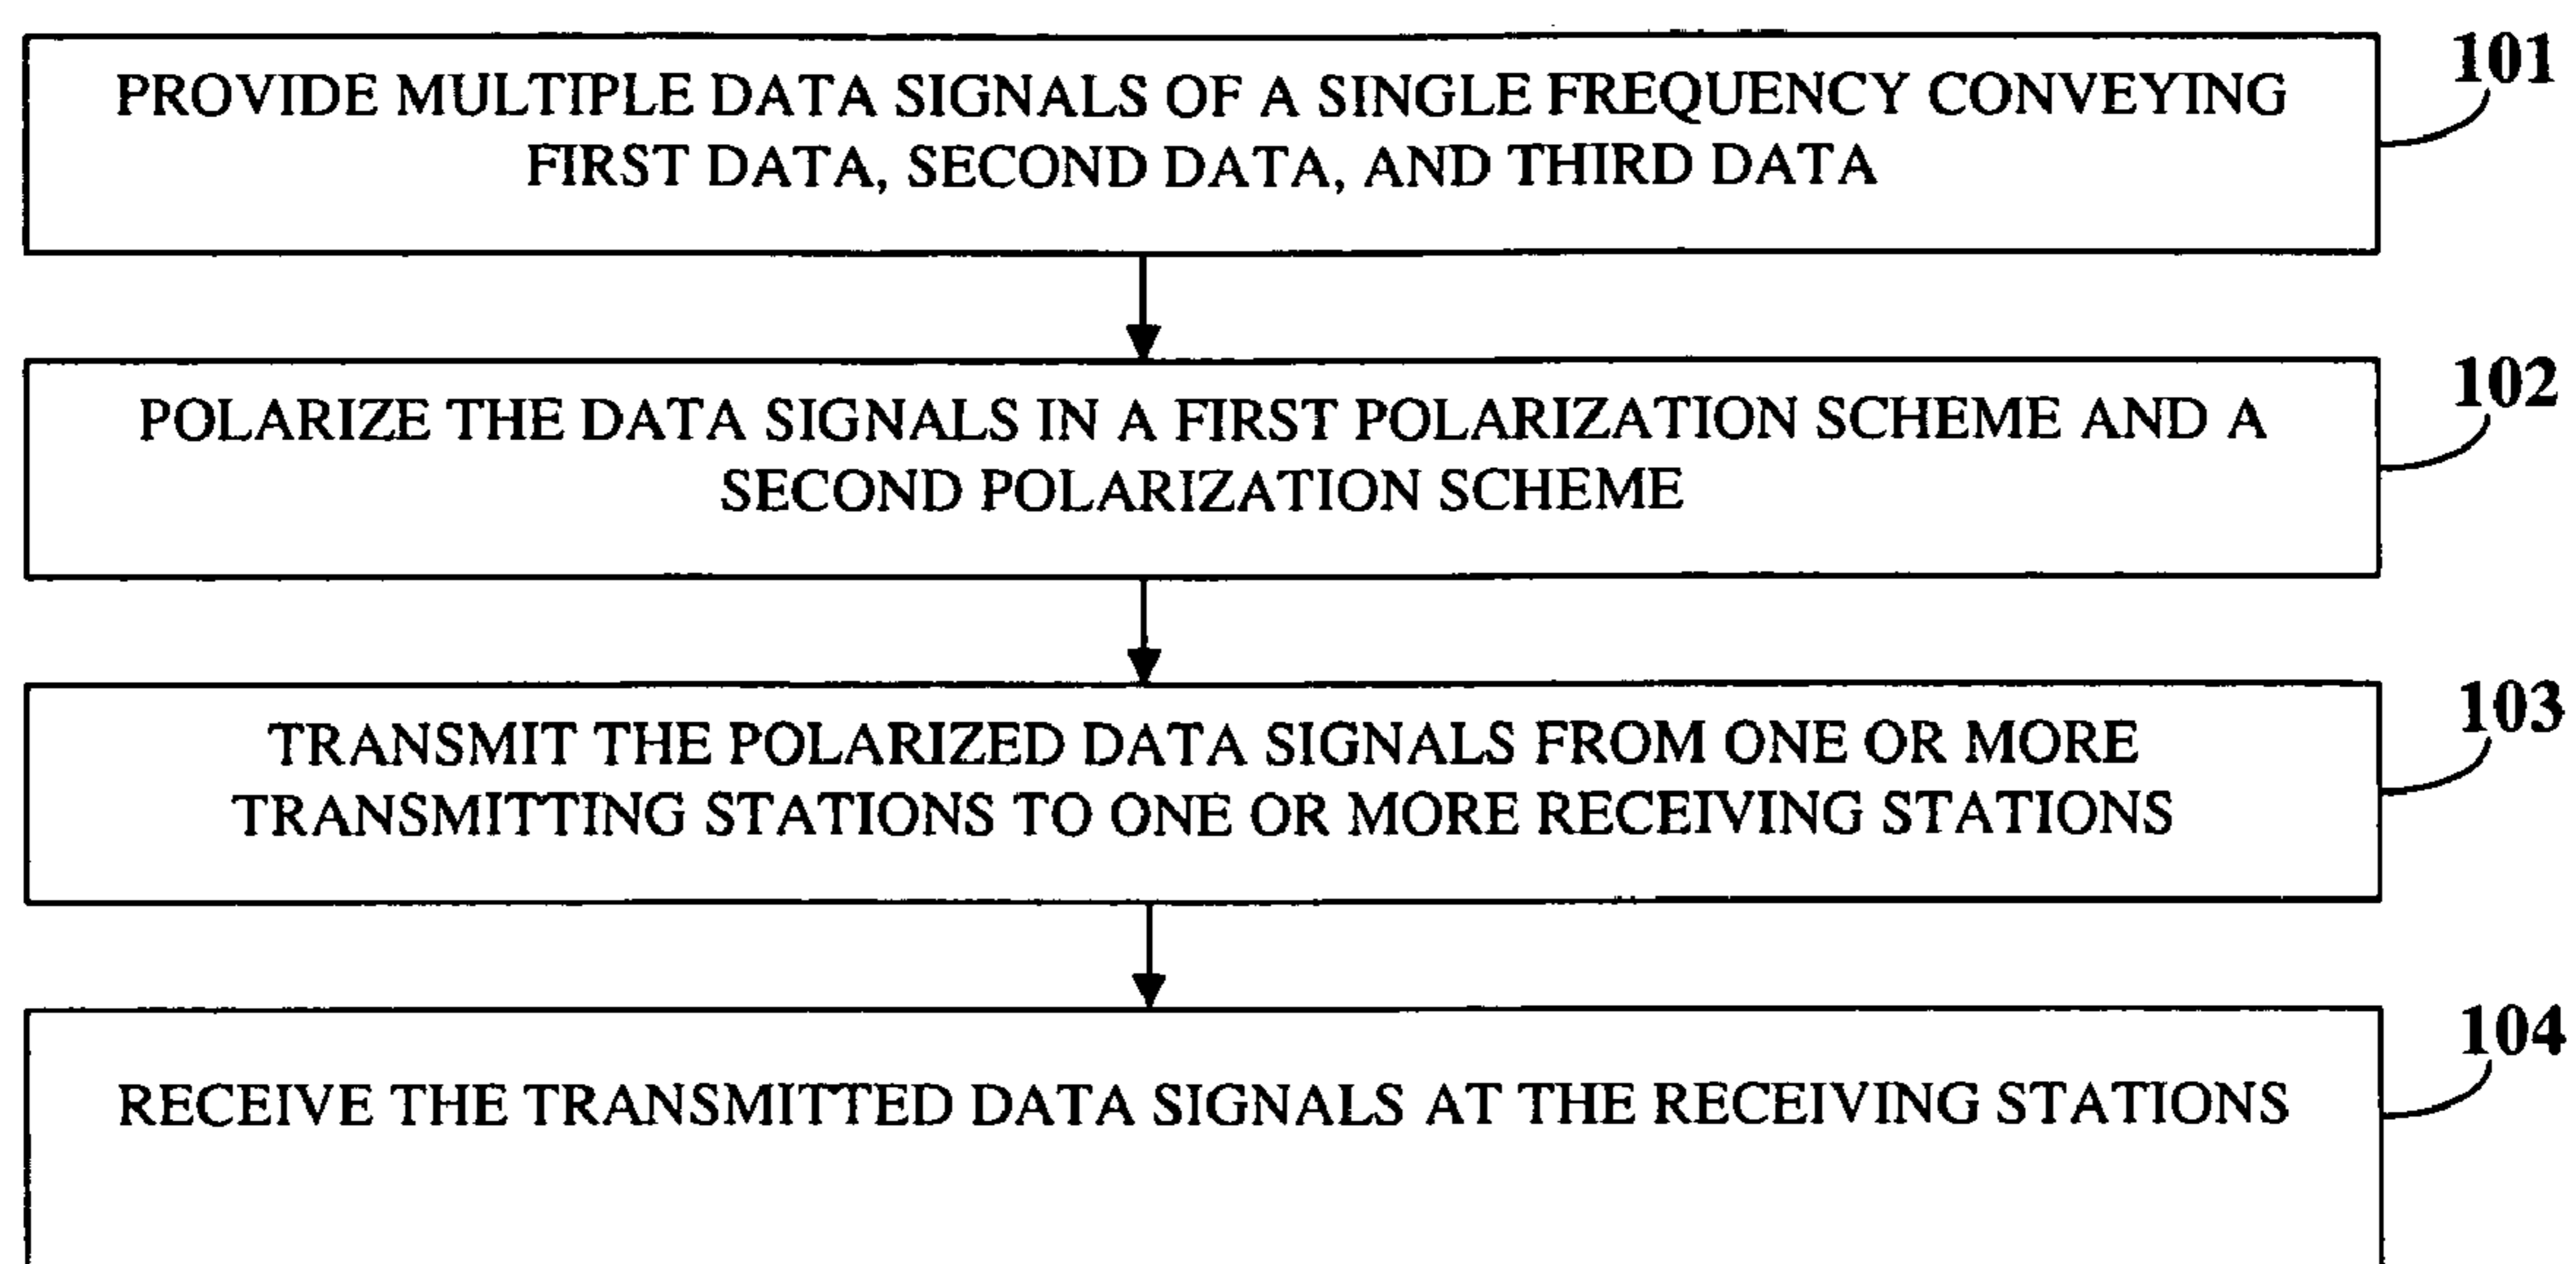 PROVIDE MULTIPLE DATA SIGNALS OF A SINGLE FREQUENCY CONVEYING
FIRST DATA, SECOND DATA, AND THIRD DATA
101
POLARIZE THE DATA SIGNALS IN A FIRST POLARIZATION SCHEME AND A
SECOND POLARIZATION SCHEME
102
TRANSMIT THE POLARIZED DATA SIGNALS FROM ONE OR MORE
TRANSMITTING STATIONS TO ONE OR MORE RECEIVING STATIONS
103
RECEIVE THE TRANSMITTED DATA SIGNALS AT THE RECEIVING STATIONS
104